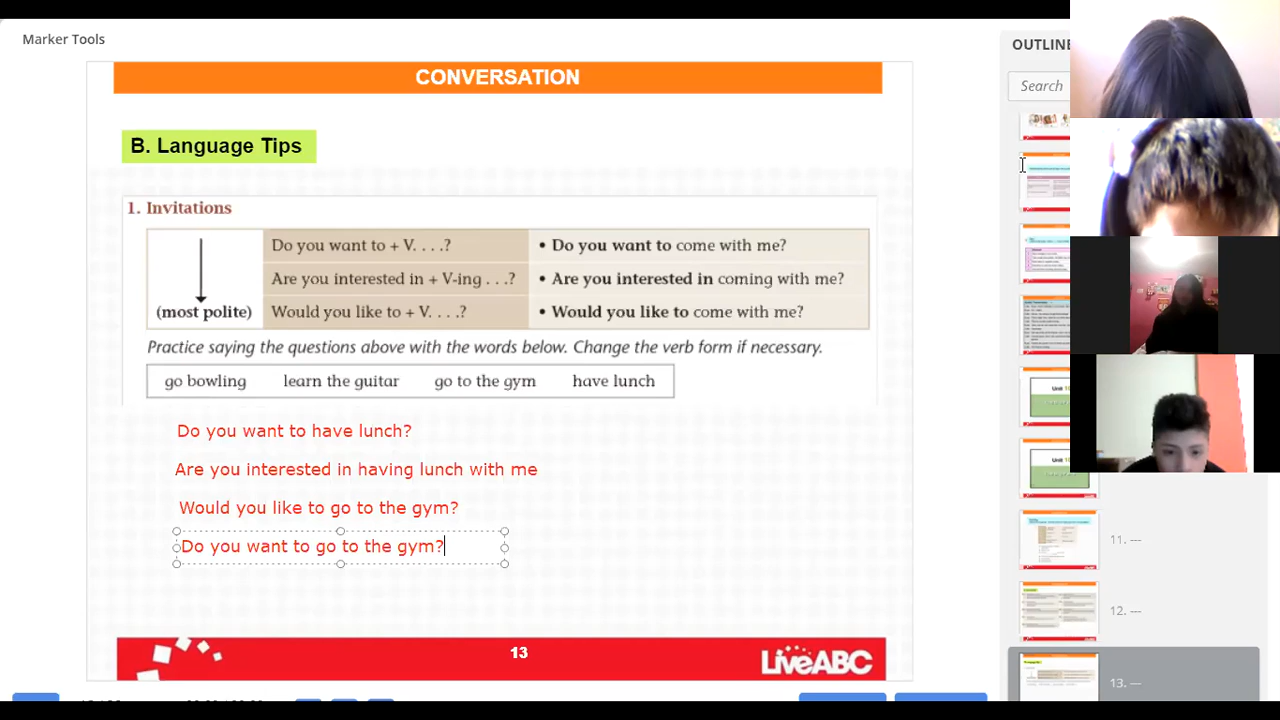 Marker Tools
OUTLINE
CONVERSATION
Search
B. Language Tips
1. Invitations
Do you want to + V. . . .?
• Do you want to come with me?
Are you interested in + V-ing . . .?
• Are you interested in coming with me?
(most polite)
Would you like to + V. . . .?
• Would you like to come with me?
Practice saying the questions above with the words below. Change the verb form if necessary.
go bowling learn the guitar go to the gym have lunch
Do you want to have lunch?
Are you interested in having lunch with me
Would you like to go to the gym?
Do you want to go to the gym?
11. —
12. —
13
LiveABC
13. —